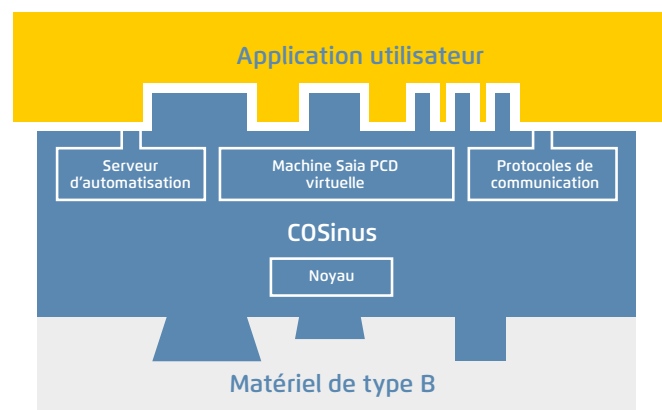 Application utilisateur
Serveur
d'automatisation
Machine Saia PCD
virtuelle
Protocoles de
communication
COSinus
Noyau
Matériel de type B